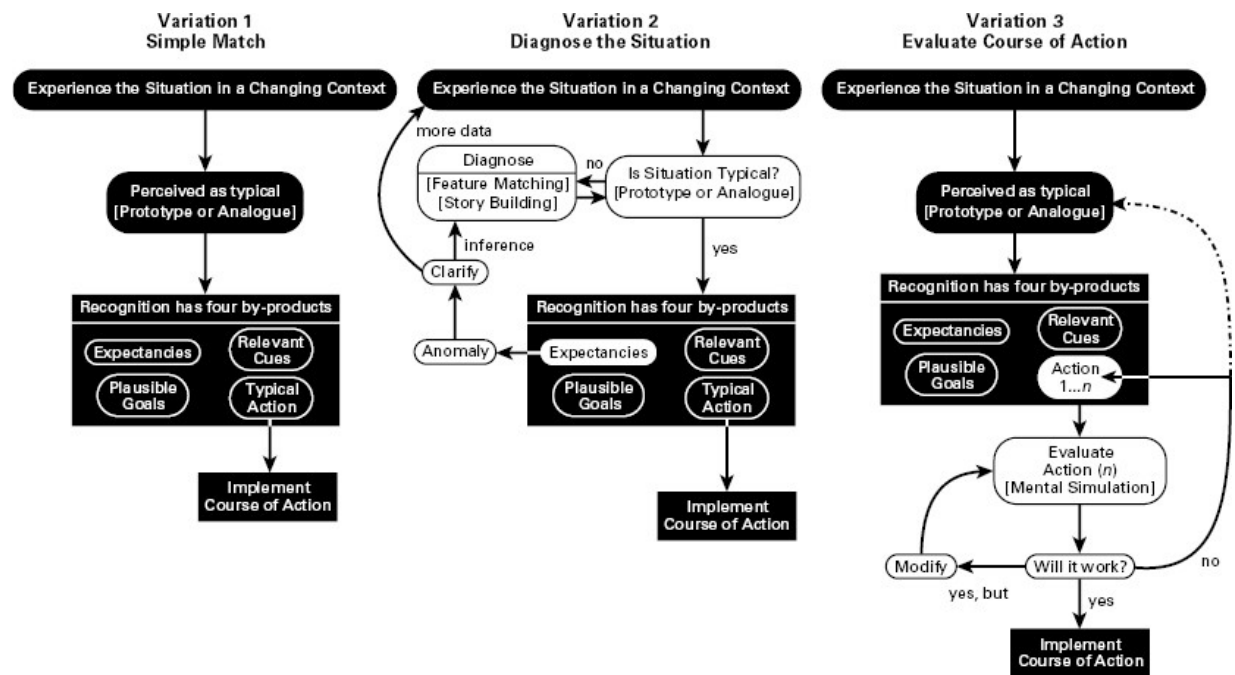 Variation 1
Simple Match
Experience the Situation in a Changing Context
Perceived as typical
[Prototype or Analogue]
Recognition has four by-products
Expectancies
Relevant
Cues
Plausible
Goals
Typical
Action
Implement
Course of Action
Variation 2
Diagnose the Situation
Experience the Situation in a Changing Context
more data
Diagnose
[Feature Matching]
[Story Building]
no
Is Situation Typical?
[Prototype or Analogue]
inference
yes
Clarify
Recognition has four by-products
Anomaly
Expectancies
Relevant
Cues
Plausible
Goals
Typical
Action
Implement
Course of Action
Variation 3
Evaluate Course of Action
Experience the Situation in a Changing Context
Perceived as typical
[Prototype or Analogue]
Recognition has four by-products
Expectancies
Relevant
Cues
Plausible
Goals
Action
1...n
Evaluate
Action (n)
[Mental Simulation]
Modify
Will it work?
no
yes, but
yes
Implement
Course of Action